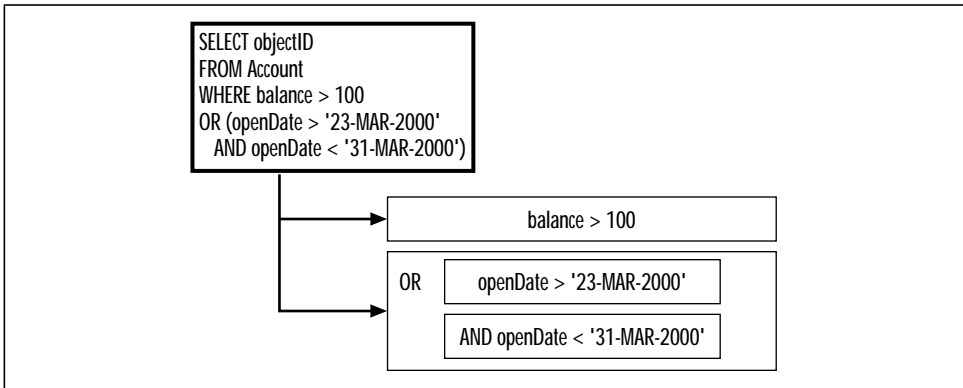 SELECT objectID
FROM Account
WHERE balance > 100
OR (openDate > '23-MAR-2000'
AND openDate < '31-MAR-2000')
balance > 100
OR
openDate > '23-MAR-2000'
AND openDate < '31-MAR-2000'